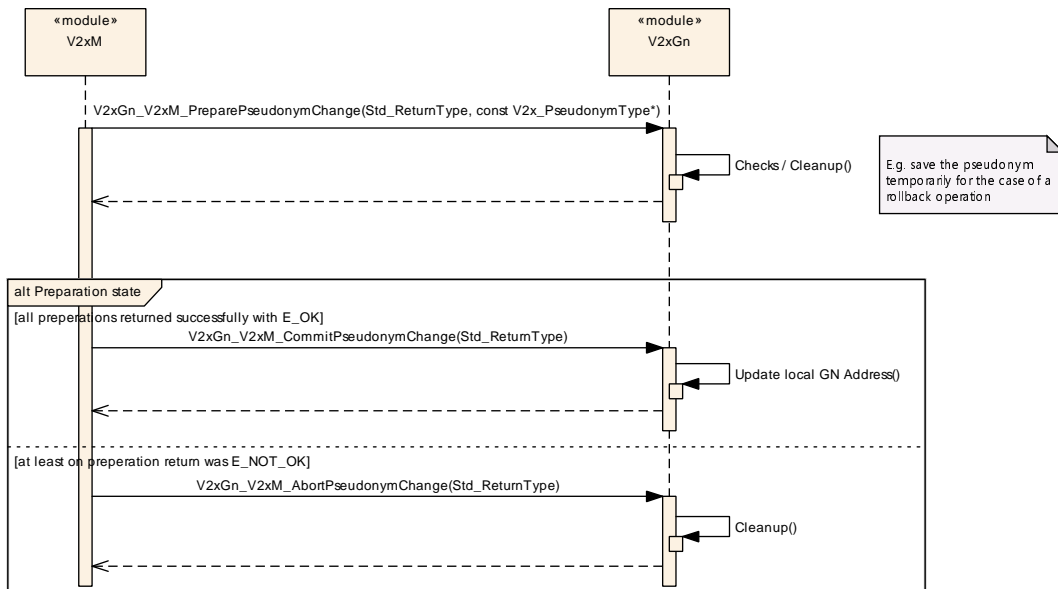 «module»
V2xM
«module»
V2xGn
V2xGn_V2xM_PreparePseudonymChange(Std_ReturnType, const V2x_PseudonymType*)
Checks / Cleanup()
E.g. save the pseudonym
temporarily for the case of a
rollback operation
alt Preparation state
[all preperations returned successfully with E_OK]
V2xGn_V2xM_CommitPseudonymChange(Std_ReturnType)
Update local GN Address()
[at least on preperation return was E_NOT_OK]
V2xGn_V2xM_AbortPseudonymChange(Std_ReturnType)
Cleanup()